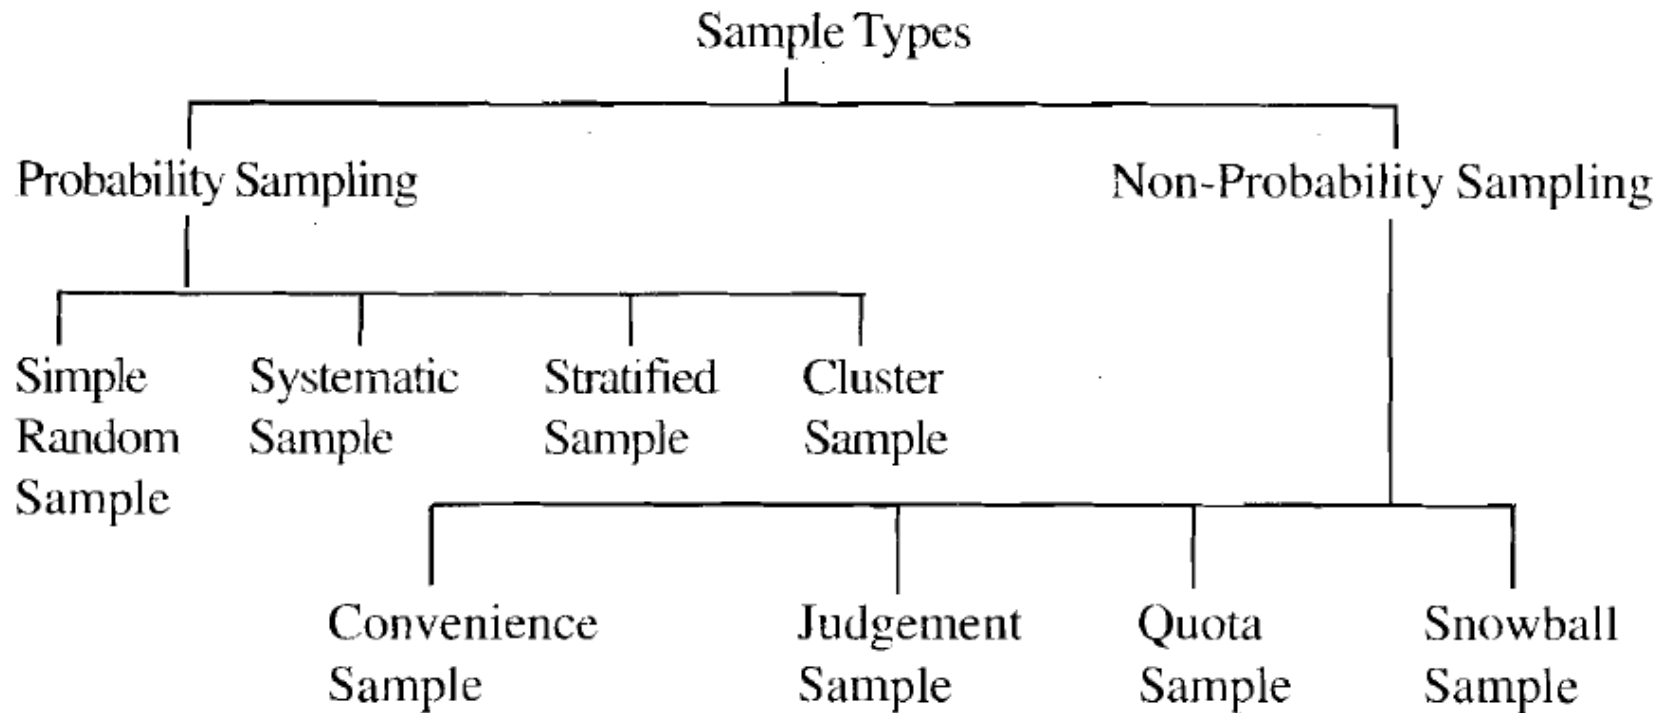 Sample Types
Probability Sampling
Non-Probability Sampling
Simple
Random
Sample
Systematic
Sample
Stratified
Sample
Cluster
Sample
Convenience
Sample
Judgement
Sample
Quota
Sample
Snowball
Sample